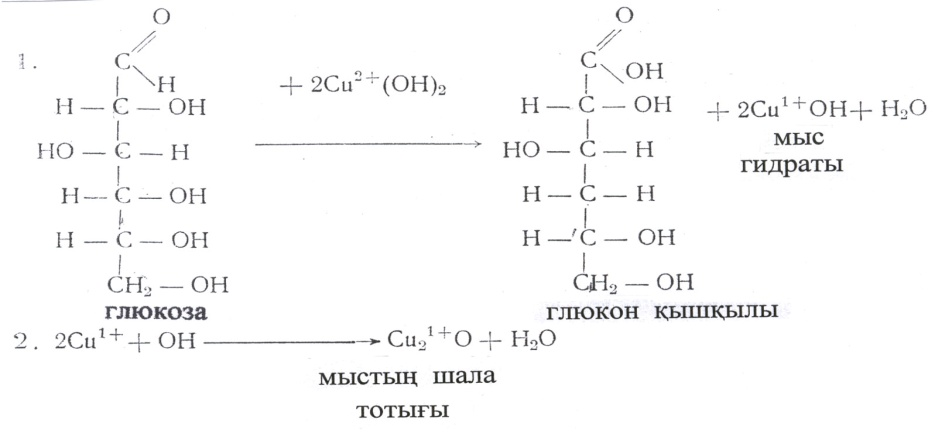 1.
O
C
H
H — C — OH
HO — C — H
H — C — OH
H — C — OH
CH₂ — OH
глюкоза
+ 2Cu²⁺(OH)₂
O
C
OH
H — C — OH
HO — C — H
H — C — H
H — C — OH
CH₂ — OH
глюкон қышқылы
+ 2Cu¹⁺OH + H₂O
мыс
гидраты
2. 2Cu¹⁺ + OH ⟶ Cu₂¹⁺O + H₂O
мыстың шала
тотығы